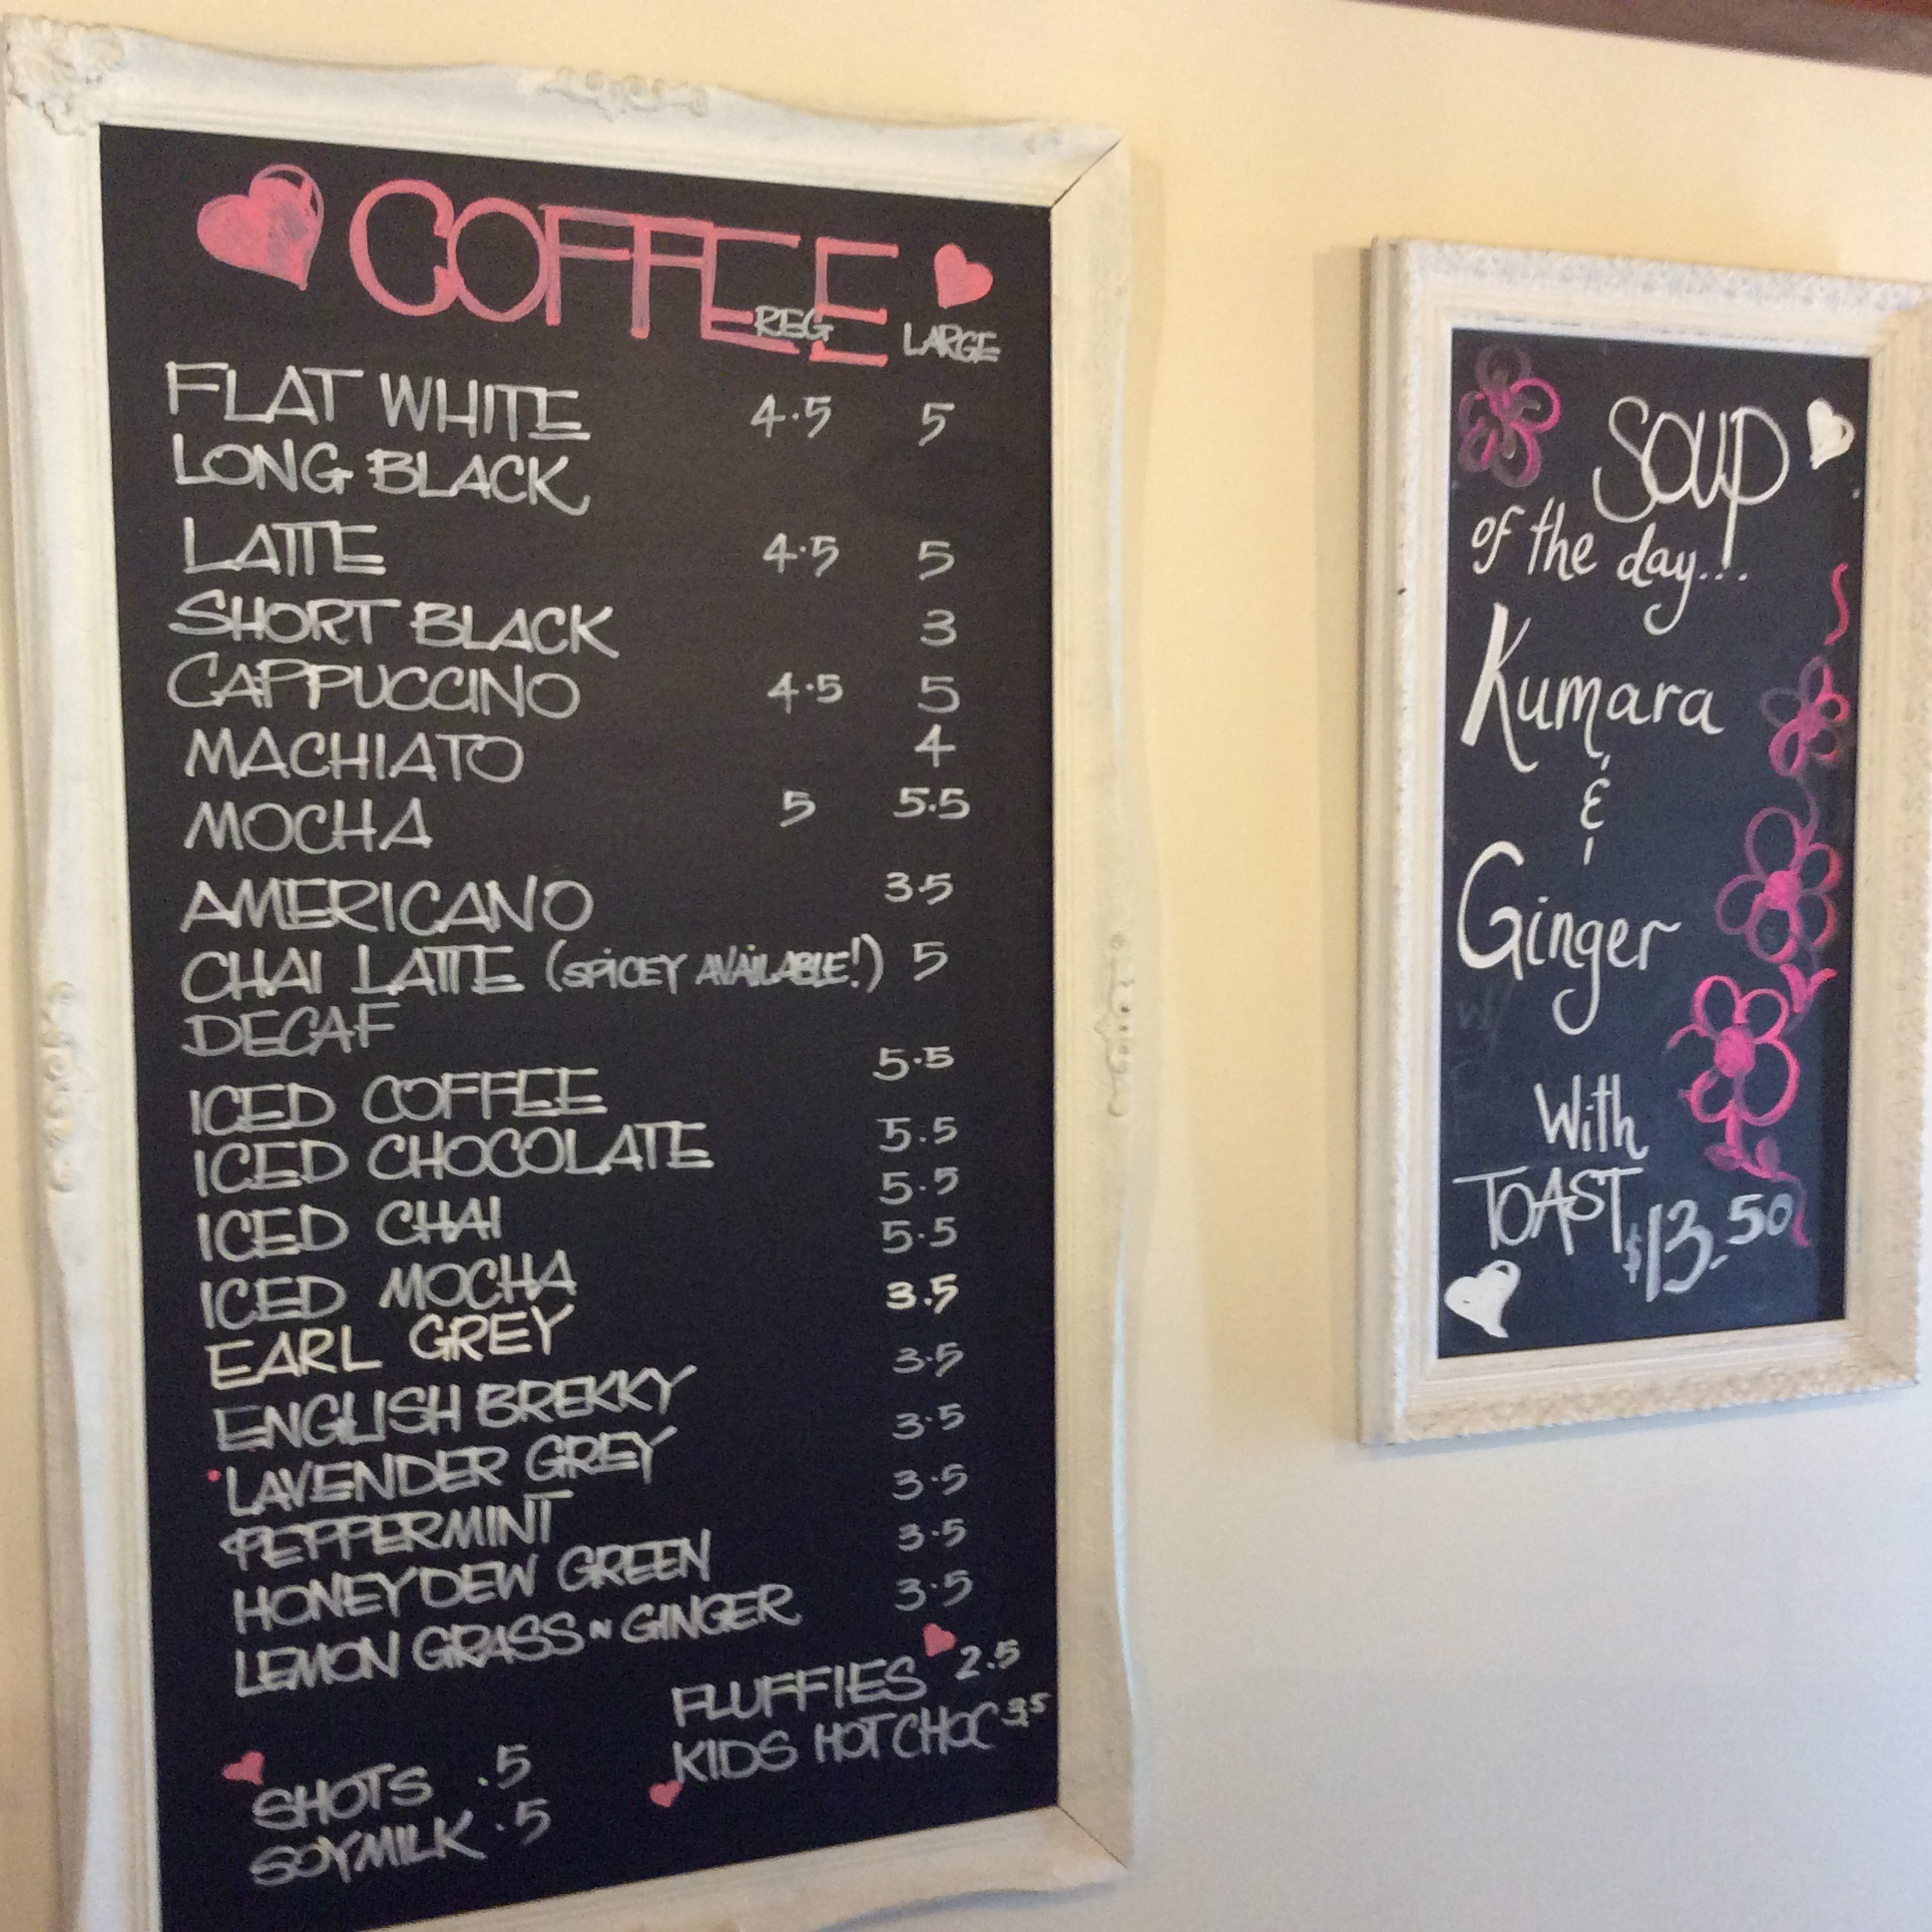 COFFEE
REG LARGE
FLAT WHITE 4.5 5
LONG BLACK
LATTE 4.5 5
SHORT BLACK 3
CAPPUCCINO 4.5 5
MACHIATO 4
MOCHA 5 5.5
AMERICANO 3.5
CHAI LATTE (SPICEY AVAILABLE!) 5
DECAF
ICED COFFEE 5.5
ICED CHOCOLATE 5.5
ICED CHAI 5.5
ICED MOCHA 5.5
EARL GREY 3.5
ENGLISH BREKKY 3.5
LAVENDER GREY 3.5
PEPPERMINT 3.5
HONEYDEW GREEN 3.5
LEMON GRASS N GINGER 3.5
FLUFFIES 2.5
KIDS HOT CHOC 3.5
SHOTS .5
SOYMILK .5
SOUP
of the day...
Kumara
&
Ginger
With
TOAST $13.50